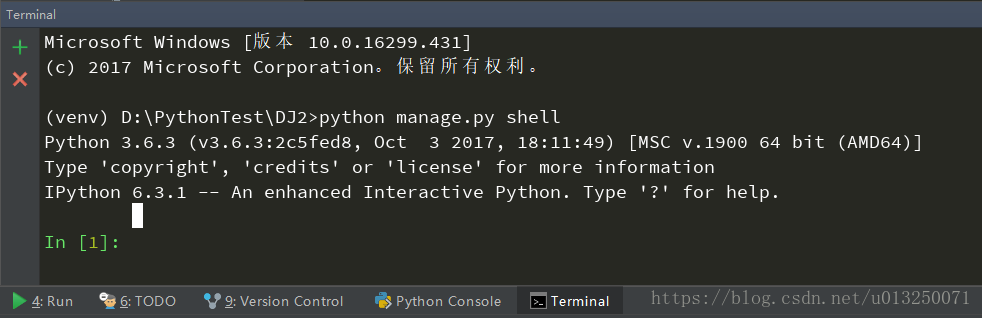 Terminal
Microsoft Windows [版本 10.0.16299.431]
(c) 2017 Microsoft Corporation。保留所有权利。
(venv) D:\PythonTest\DJ2>python manage.py shell
Python 3.6.3 (v3.6.3:2c5fed8, Oct  3 2017, 18:11:49) [MSC v.1900 64 bit (AMD64)]
Type 'copyright', 'credits' or 'license' for more information
IPython 6.3.1 -- An enhanced Interactive Python. Type '?' for help.
In [1]:
4: Run 6: TODO 9: Version Control Python Console Terminal https://blog.csdn.net/u013250071